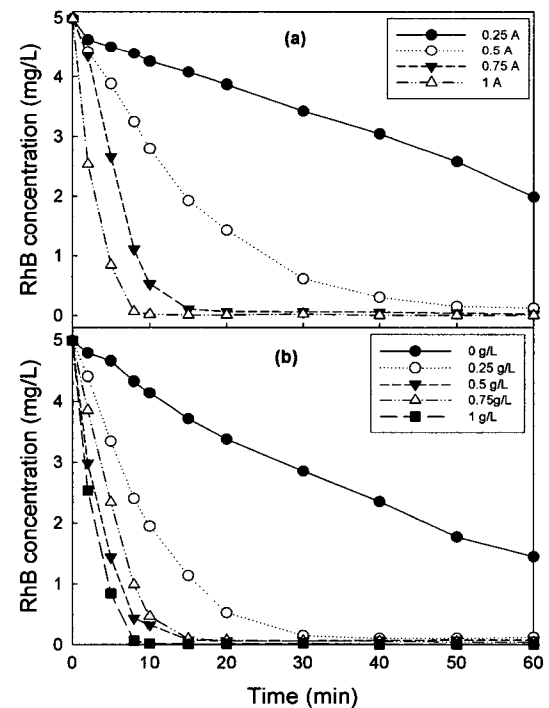 (a)
0.25 A
0.5 A
0.75 A
1 A
RhB concentration (mg/L)
5
4
3
2
1
0
(b)
0 g/L
0.25 g/L
0.5 g/L
0.75g/L
1 g/L
RhB concentration (mg/L)
5
4
3
2
1
0
0 10 20 30 40 50 60
Time (min)